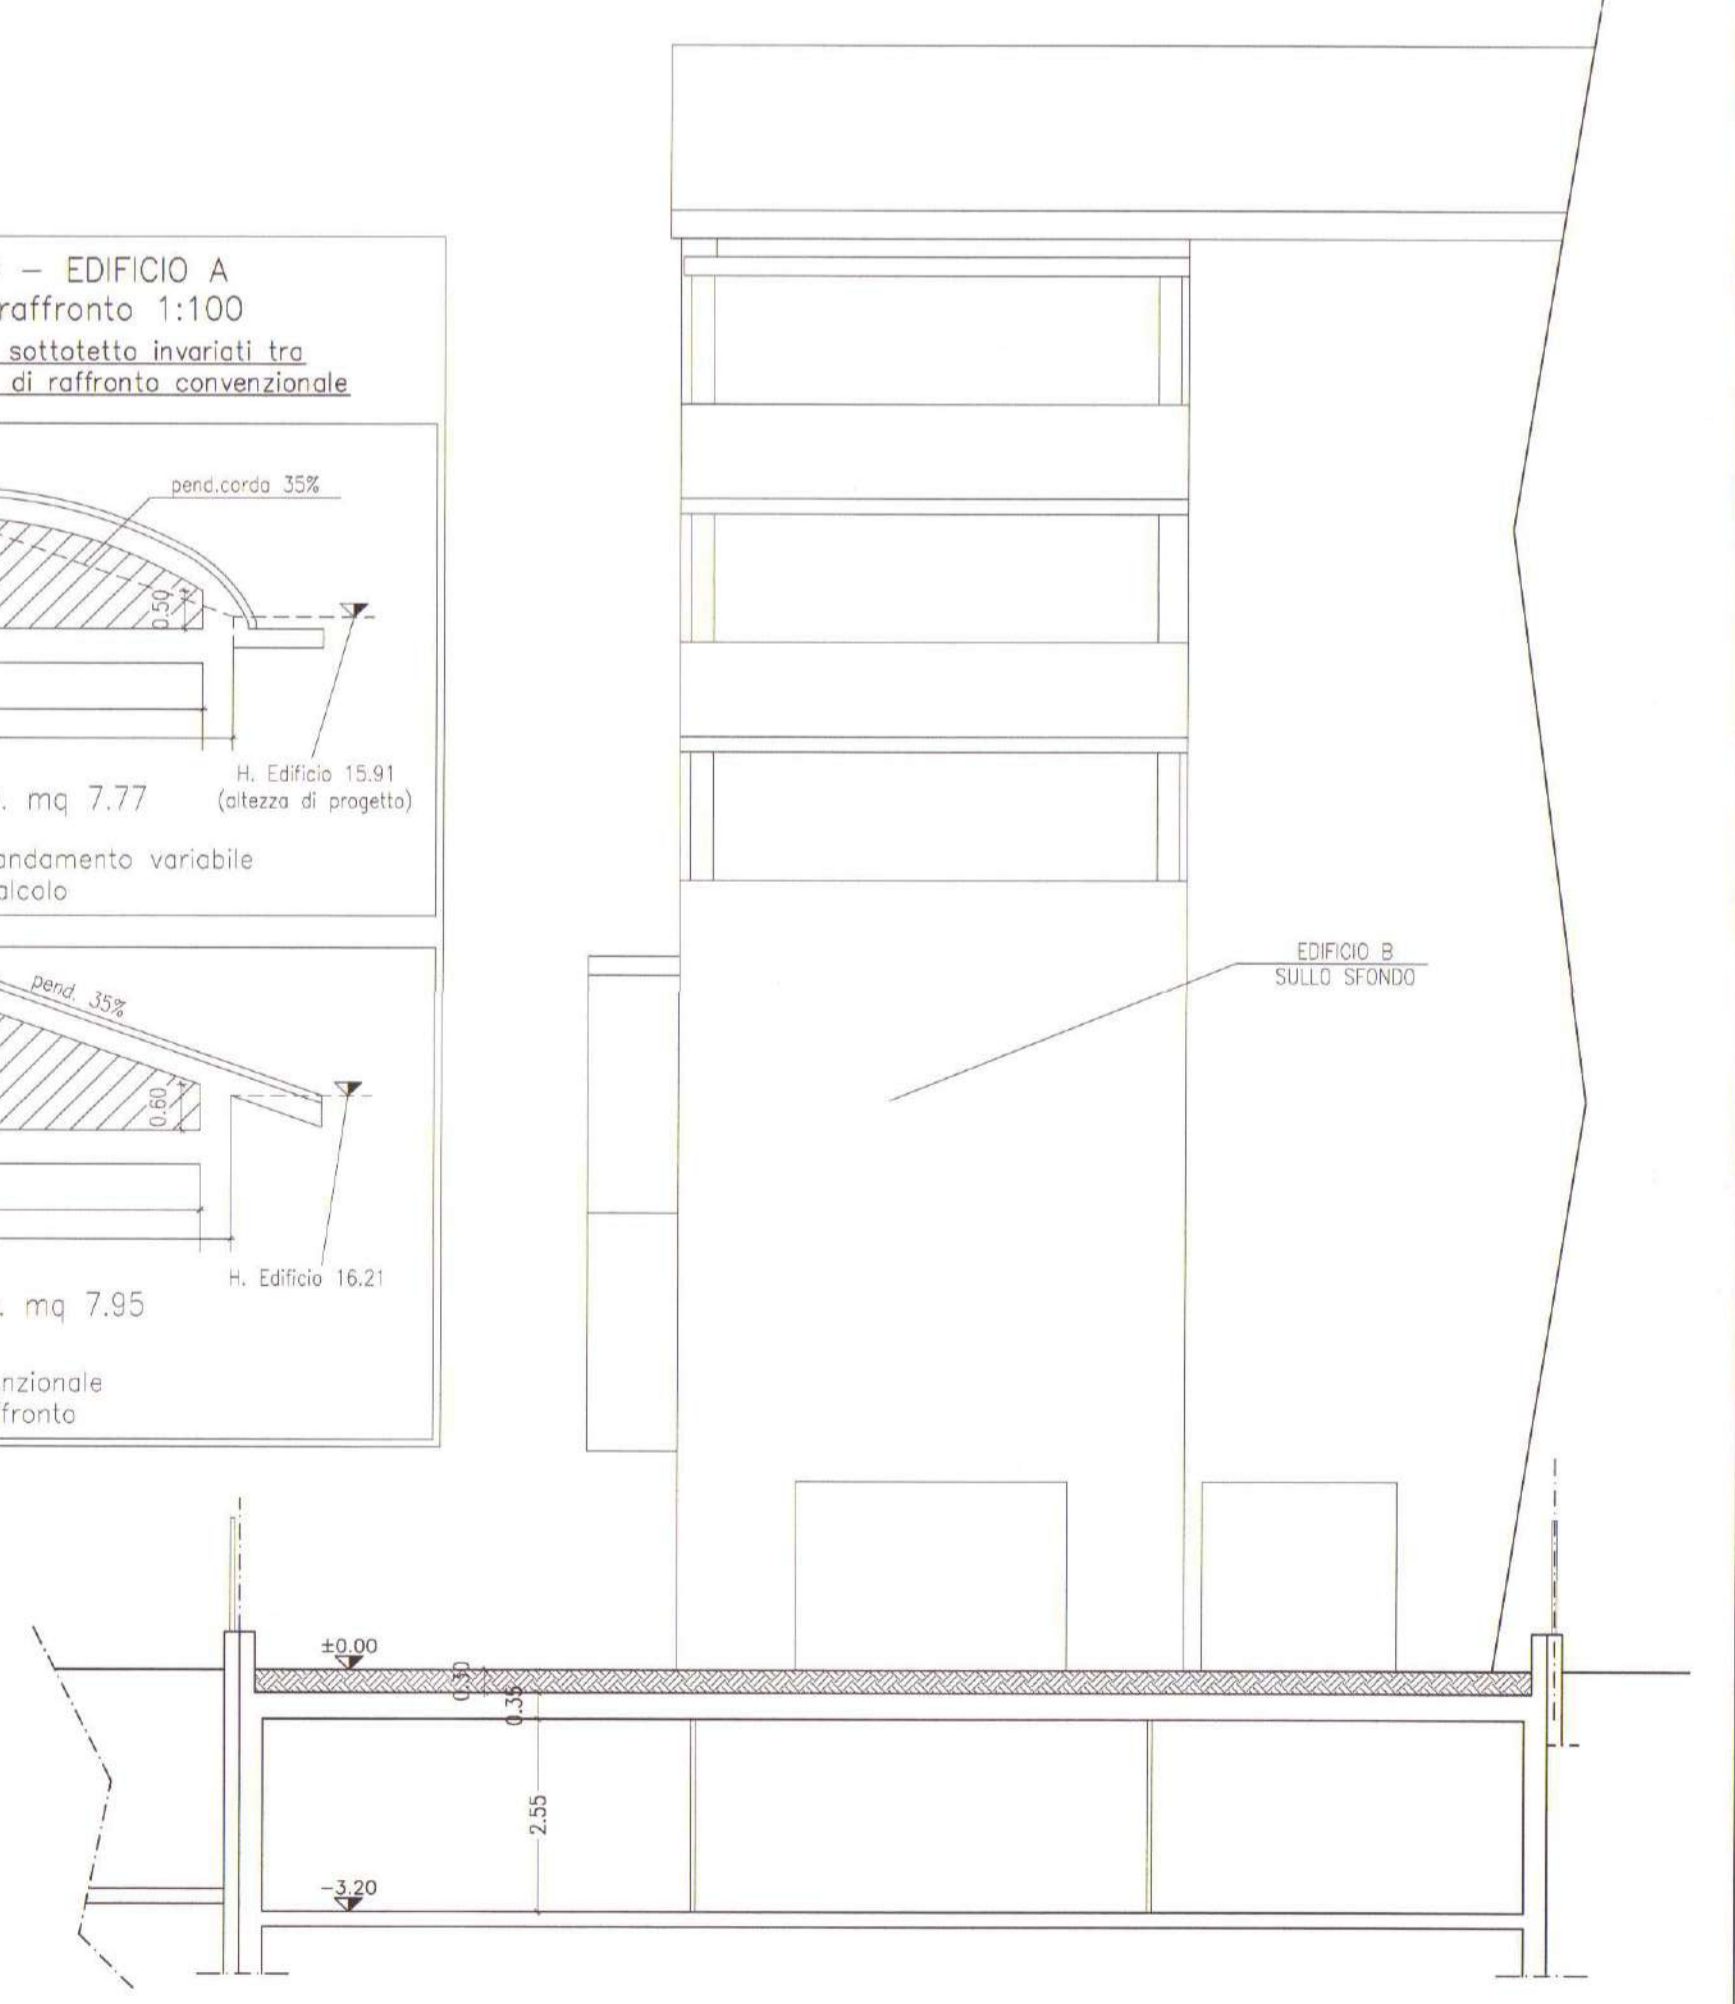 – EDIFICIO A
raffronto 1:100
sottotetto invariati tra
di raffronto convenzionale
pend.corda 35%
0.50
H. Edificio 15.91
(altezza di progetto)
mq 7.77
andamento variabile
alcolo
pend. 35%
0.60
H. Edificio 16.21
mq 7.95
nzionale
fronto
EDIFICIO B
SULLO SFONDO
±0.00
0.30
0.35
2.55
-3.20